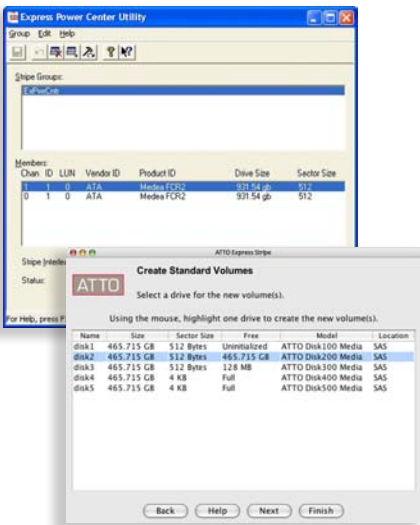 Express Power Center Utility
Group Edit Help
Stripe Groups:
ExPwrCntr
Members:
Chan ID LUN Vendor ID Product ID Drive Size Sector Size
1 1 0 ATA Medea FCR2 931.54 gb 512
0 1 0 ATA Medea FCR2 931.54 gb 512
Stripe
Status:
For Help, press F
ATTO Express Stripe
ATTO
Create Standard Volumes
Select a drive for the new volume(s).
Using the mouse, highlight one drive to create the new volume(s).
Name Size Sector Size Free Model Location
disk1 465.715 GB 512 Bytes Uninitialized ATTO Disk100 Media SAS
disk2 465.715 GB 512 Bytes 465.715 GB ATTO Disk200 Media SAS
disk3 465.715 GB 512 Bytes 128 MB ATTO Disk300 Media SAS
disk4 465.715 GB 4 KB Full ATTO Disk400 Media SAS
disk5 465.715 GB 4 KB Full ATTO Disk500 Media SAS
Back Help Next Finish